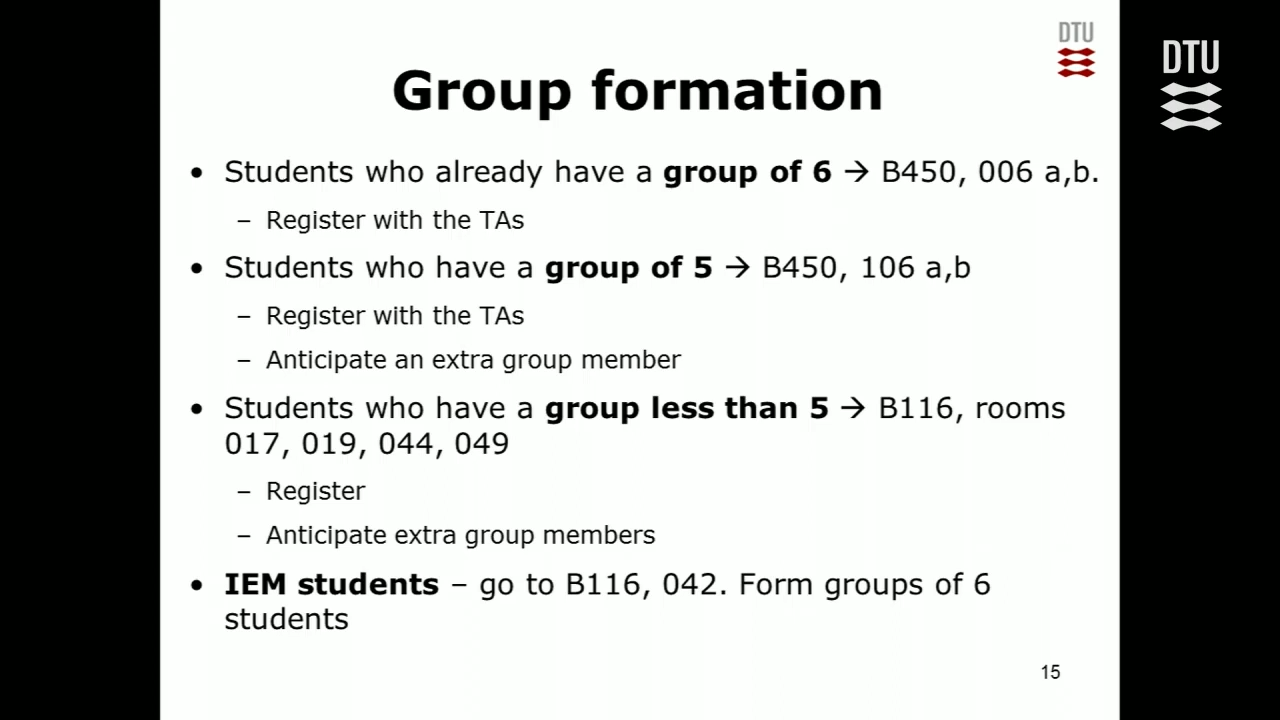 DTU
DTU
Group formation
• Students who already have a group of 6 → B450, 006 a,b.
– Register with the TAs
• Students who have a group of 5 → B450, 106 a,b
– Register with the TAs
– Anticipate an extra group member
• Students who have a group less than 5 → B116, rooms
017, 019, 044, 049
– Register
– Anticipate extra group members
• IEM students – go to B116, 042. Form groups of 6
students
15